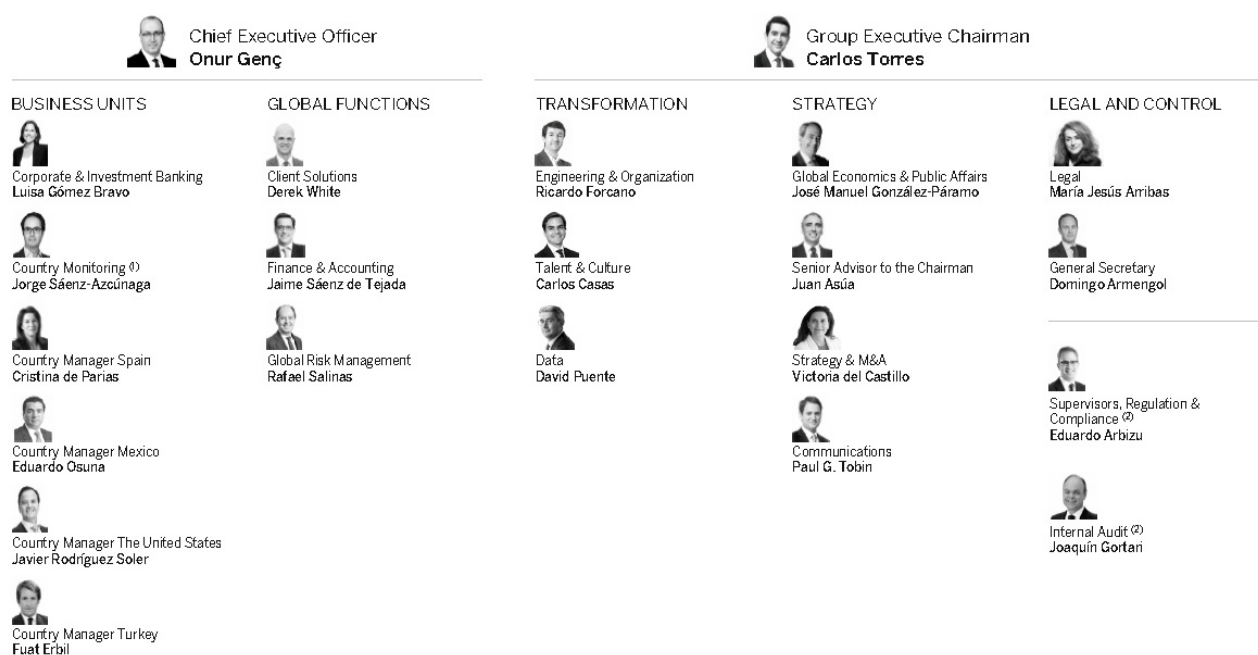 Chief Executive Officer
Onur Genç
Group Executive Chairman
Carlos Torres
BUSINESS UNITS
Corporate & Investment Banking
Luisa Gómez Bravo
Country Monitoring (1)
Jorge Sáenz-Azcúnaga
Country Manager Spain
Cristina de Parias
Country Manager Mexico
Eduardo Osuna
Country Manager The United States
Javier Rodríguez Soler
Country Manager Turkey
Fuat Erbil
GLOBAL FUNCTIONS
Client Solutions
Derek White
Finance & Accounting
Jaime Sáenz de Tejada
Global Risk Management
Rafael Salinas
TRANSFORMATION
Engineering & Organization
Ricardo Forcano
Talent & Culture
Carlos Casas
Data
David Puente
STRATEGY
Global Economics & Public Affairs
José Manuel González-Páramo
Senior Advisor to the Chairman
Juan Asúa
Strategy & M&A
Victoria del Castillo
Communications
Paul G. Tobin
LEGAL AND CONTROL
Legal
María Jesús Arribas
General Secretary
Domingo Armengol
Supervisors, Regulation &
Compliance (2)
Eduardo Arbizu
Internal Audit (2)
Joaquín Gortari